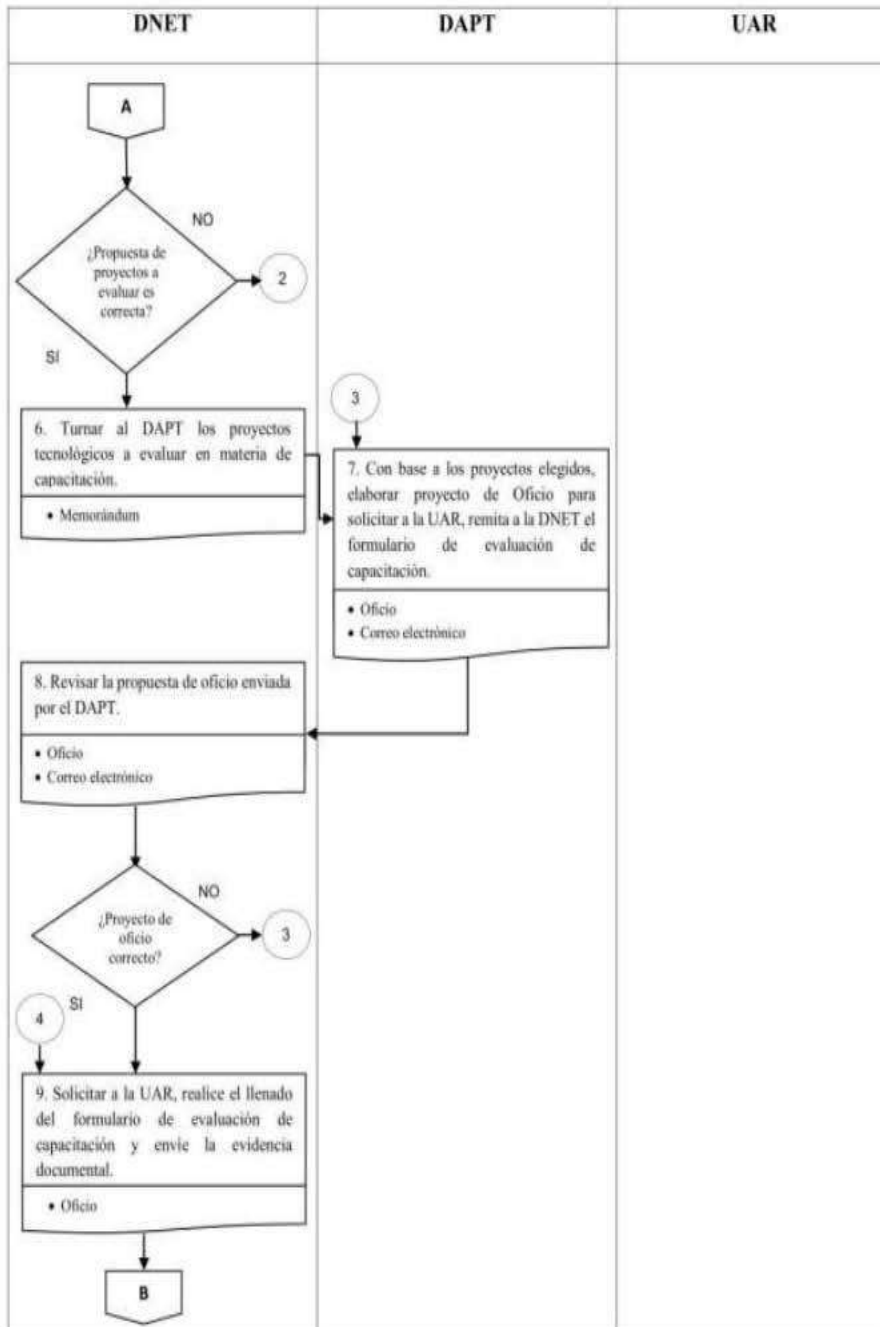 DNET
DAPT
UAR
A
NO
¿Propuesta de
proyectos a
evaluar es
correcta?
2
SI
3
6. Turnar al DAPT los proyectos
tecnológicos a evaluar en materia de
capacitación.
• Memorándum
7. Con base a los proyectos elegidos,
elaborar proyecto de Oficio para
solicitar a la UAR, remita a la DNET el
formulario de evaluación de
capacitación.
• Oficio
• Correo electrónico
8. Revisar la propuesta de oficio enviada
por el DAPT.
• Oficio
• Correo electrónico
NO
¿Proyecto de
oficio
correcto?
3
SI
4
9. Solicitar a la UAR, realice el llenado
del formulario de evaluación de
capacitación y envíe la evidencia
documental.
• Oficio
B